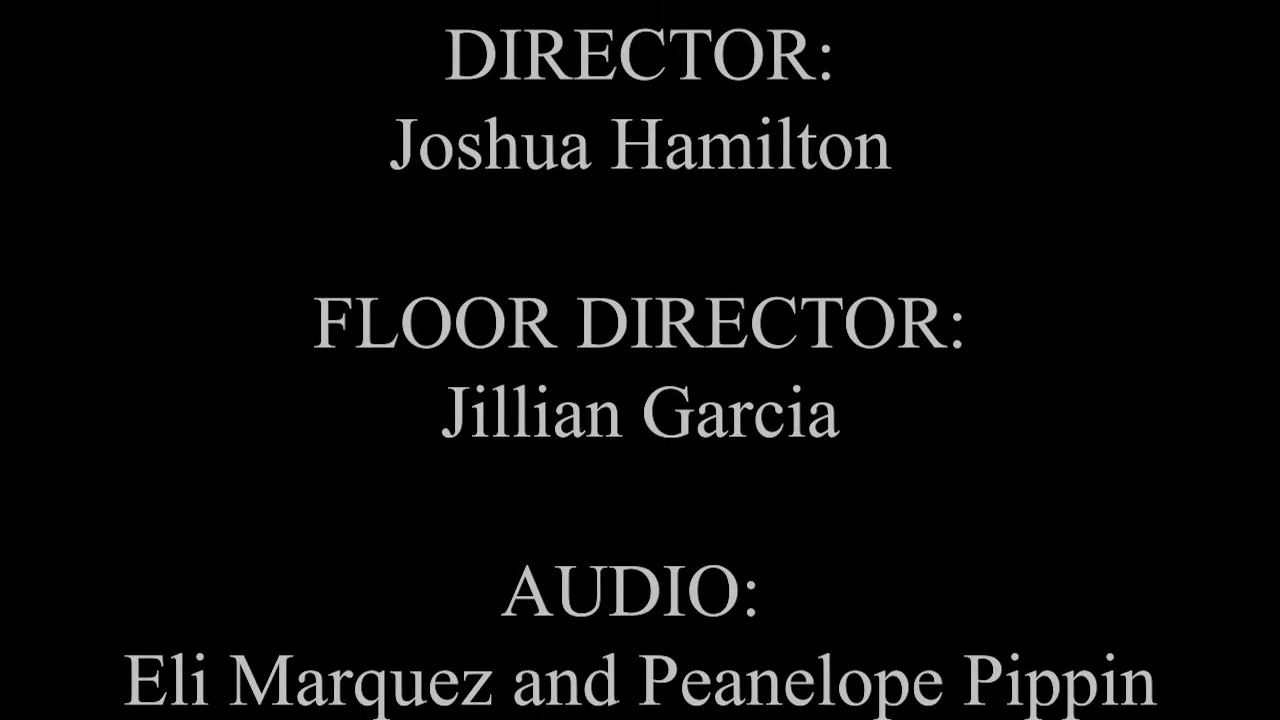 DIRECTOR:
Joshua Hamilton
FLOOR DIRECTOR:
Jillian Garcia
AUDIO:
Eli Marquez and Peanelope Pippin